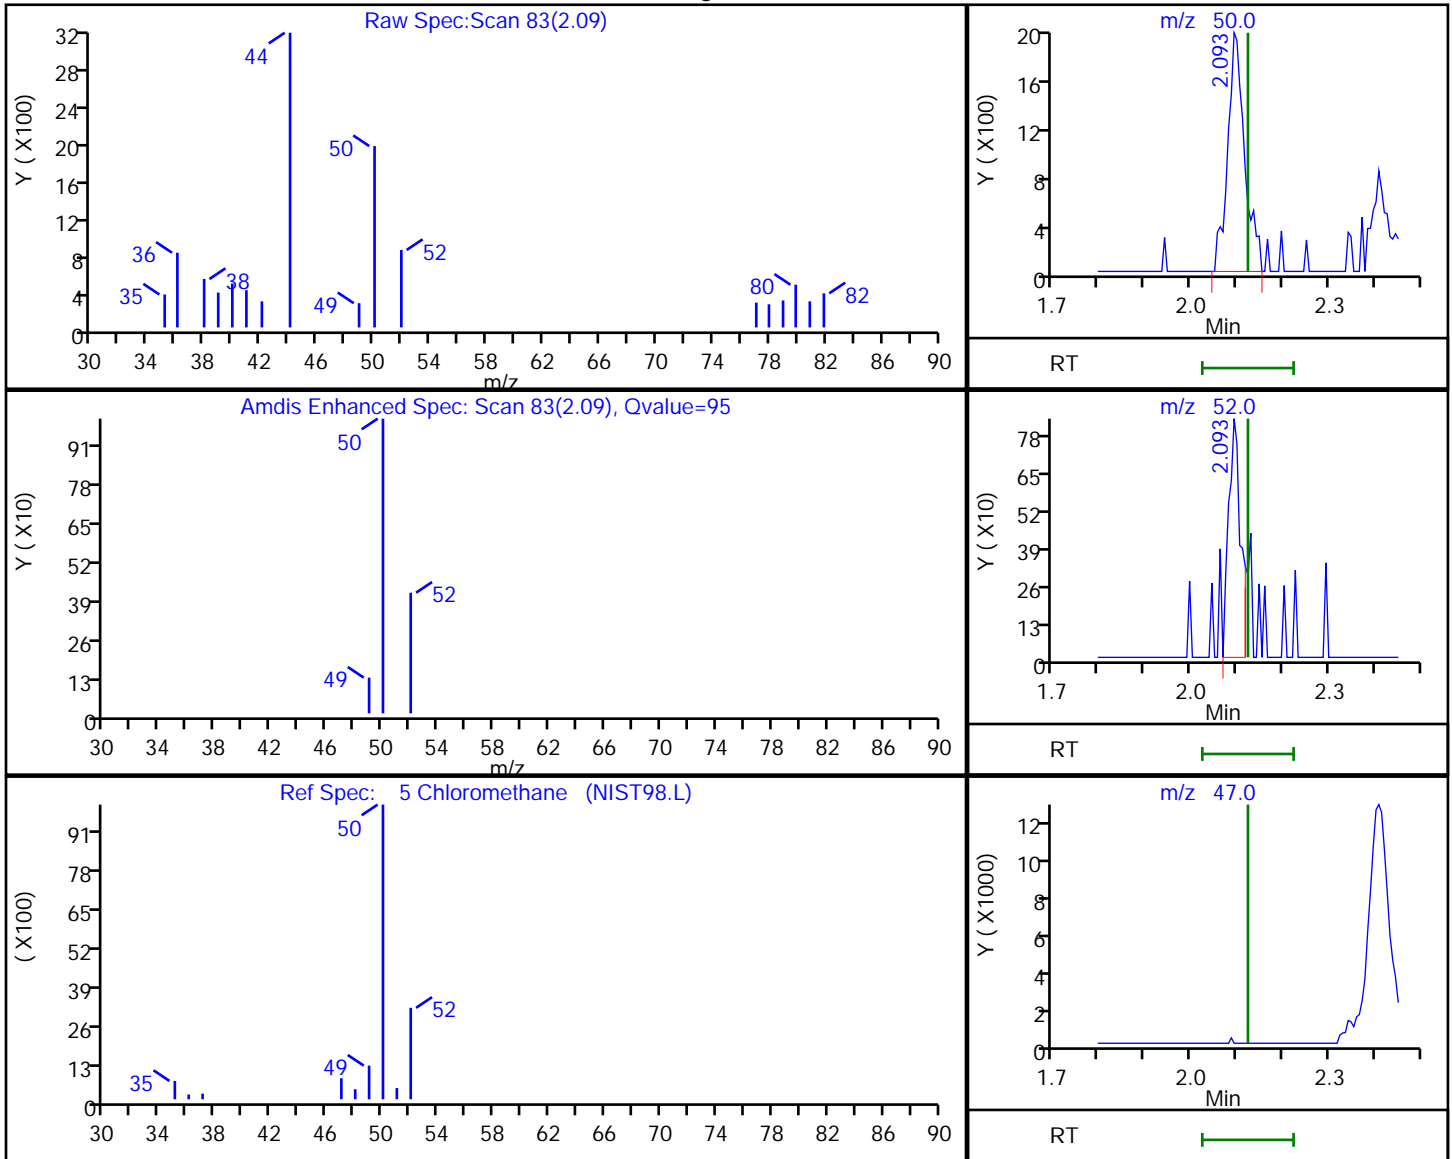 Raw Spec:Scan 83(2.09)
Y ( X100)
32
28
24
20
16
12
8
4
0
44
50
36
52
38
35
49
80
82
30 34 38 42 46 50 54 58 62 66 70 74 78 82 86 90
m/z
m/z 50.0
Y ( X100)
20
16
12
8
4
0
2.093
1.7 2.0 2.3
Min
RT
Amdis Enhanced Spec: Scan 83(2.09), Qvalue=95
Y ( X10)
91
78
65
52
39
26
13
0
50
52
49
30 34 38 42 46 50 54 58 62 66 70 74 78 82 86 90
m/z
m/z 52.0
Y ( X10)
78
65
52
39
26
13
0
2.093
1.7 2.0 2.3
Min
RT
Ref Spec: 5 Chloromethane (NIST98.L)
( X100)
91
78
65
52
39
26
13
0
50
52
49
35
30 34 38 42 46 50 54 58 62 66 70 74 78 82 86 90
m/z 47.0
Y ( X1000)
12
10
8
6
4
2
0
1.7 2.0 2.3
Min
RT